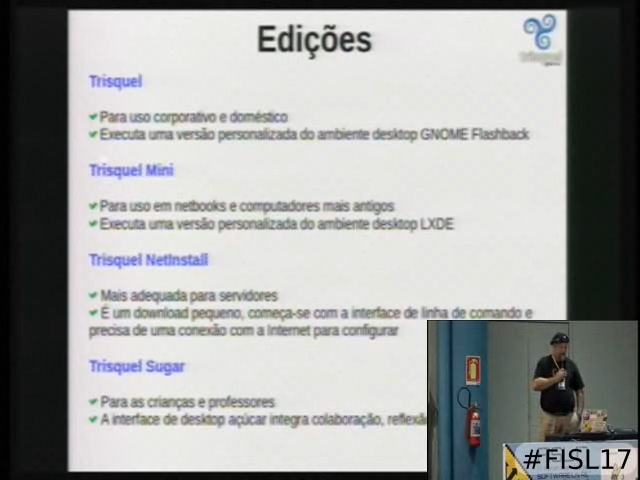 Edições
Trisquel
Trisquel
Para uso corporativo e doméstico
Executa uma versão personalizada do ambiente desktop GNOME Flashback
Trisquel Mini
Para uso em netbooks e computadores mais antigos
Executa uma versão personalizada do ambiente desktop LXDE
Trisquel NetInstall
Mais adequada para servidores
É um download pequeno, começa-se com a interface de linha de comando e
precisa de uma conexão com a Internet para configurar
Trisquel Sugar
Para as crianças e professores
A interface de desktop açúcar integra colaboração,
#FISL17